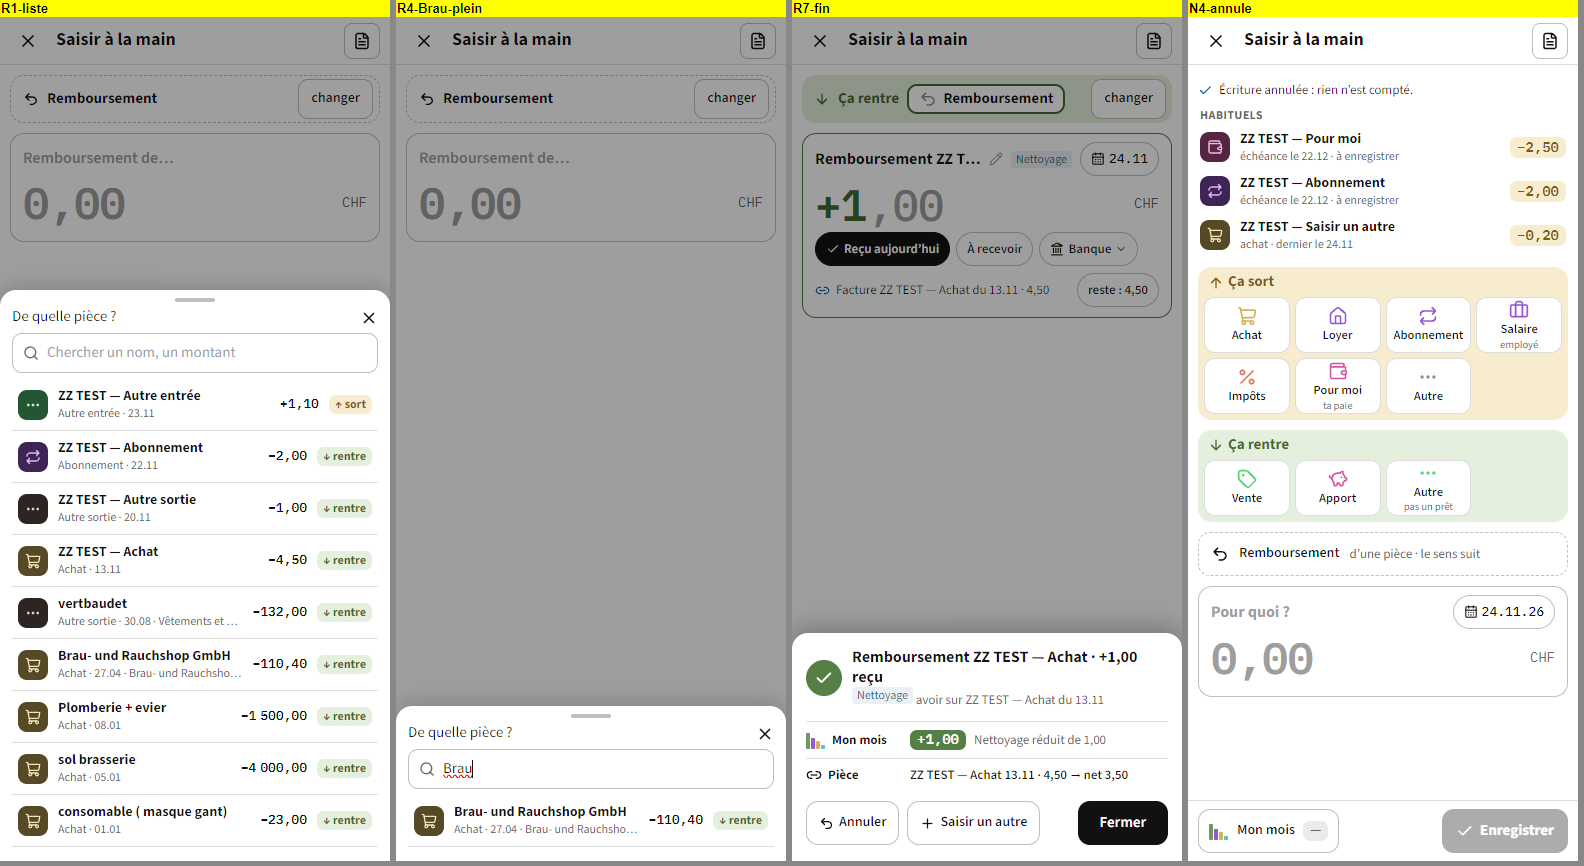 R1-liste
Saisir à la main
Remboursement
changer
Remboursement de…
0,00
CHF
De quelle pièce ?
Chercher un nom, un montant
ZZ TEST — Autre entrée
Autre entrée · 23.11
+1,10
↑ sort
ZZ TEST — Abonnement
Abonnement · 22.11
−2,00
↓ rentre
ZZ TEST — Autre sortie
Autre sortie · 20.11
−1,00
↓ rentre
ZZ TEST — Achat
Achat · 13.11
−4,50
↓ rentre
vertbaudet
Autre sortie · 30.08 · Vêtements et …
−132,00
↓ rentre
Brau- und Rauchshop GmbH
Achat · 27.04 · Brau- und Rauchsho…
−110,40
↓ rentre
Plomberie + evier
Achat · 08.01
−1 500,00
↓ rentre
sol brasserie
Achat · 05.01
−4 000,00
↓ rentre
consomable ( masque gant)
Achat · 01.01
−23,00
↓ rentre
R4-Brau-plein
Saisir à la main
Remboursement
changer
Remboursement de…
0,00
CHF
De quelle pièce ?
Brau
Brau- und Rauchshop GmbH
Achat · 27.04 · Brau- und Rauchsho…
−110,40
↓ rentre
R7-fin
Saisir à la main
↓ Ça rentre
Remboursement
changer
Remboursement ZZ T…
Nettoyage
24.11
+1,00
CHF
Reçu aujourd'hui
À recevoir
Banque
Facture ZZ TEST — Achat du 13.11 · 4,50
reste : 4,50
Remboursement ZZ TEST — Achat · +1,00
reçu
Nettoyage avoir sur ZZ TEST — Achat du 13.11
Mon mois
+1,00
Nettoyage réduit de 1,00
Pièce
ZZ TEST — Achat 13.11 · 4,50 → net 3,50
Annuler
+ Saisir un autre
Fermer
N4-annule
Saisir à la main
Écriture annulée : rien n'est compté.
HABITUELS
ZZ TEST — Pour moi
échéance le 22.12 · à enregistrer
−2,50
ZZ TEST — Abonnement
échéance le 22.12 · à enregistrer
−2,00
ZZ TEST — Saisir un autre
achat · dernier le 24.11
−0,20
↑ Ça sort
Achat
Loyer
Abonnement
Salaire
employé
Impôts
Pour moi
ta paie
Autre
↓ Ça rentre
Vente
Apport
Autre
pas un prêt
Remboursement
d'une pièce · le sens suit
Pour quoi ?
24.11.26
0,00
CHF
Mon mois
—
Enregistrer